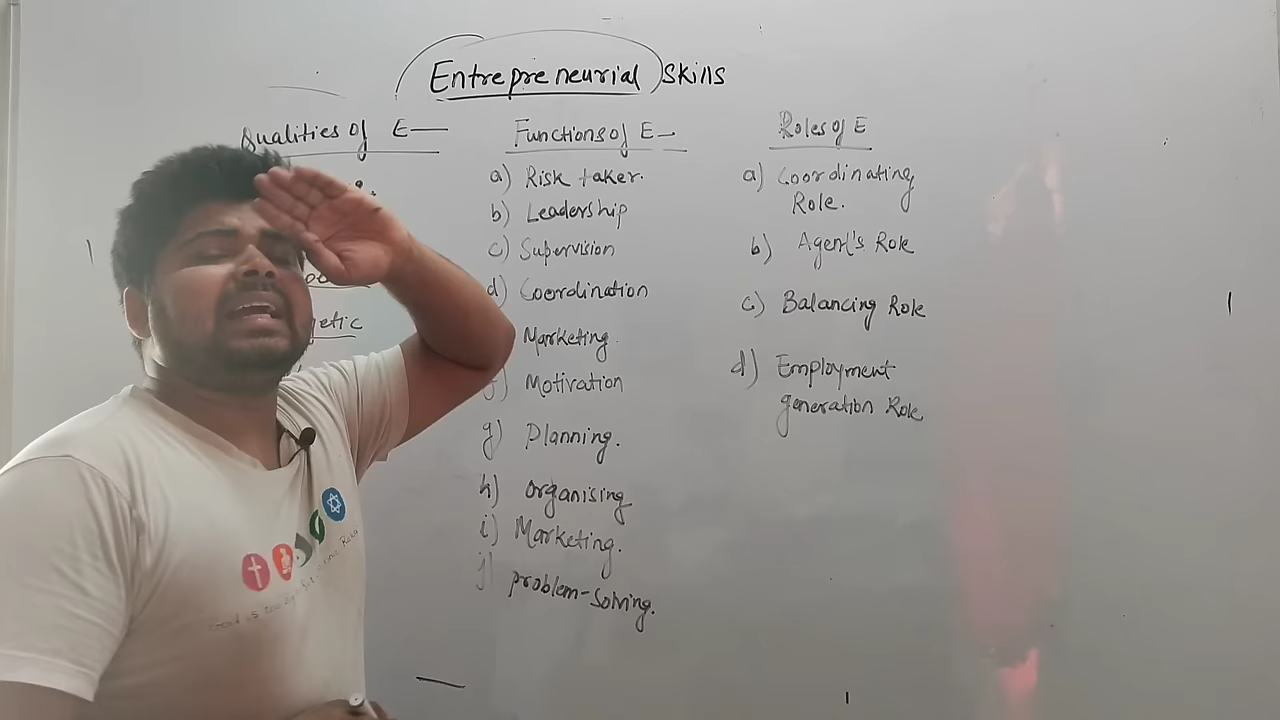 Entrepreneurial Skills
Qualities of E—
Functions of E—
a) Risk taker.
b) Leadership
c) Supervision
d) Coordination
Marketing.
f) Motivation
g) Planning.
h) Organising
i) Marketing.
j) problem-solving.
Roles of E
a) Coordinating
Role.
b) Agent's Role
c) Balancing Role
d) Employment
generation Role